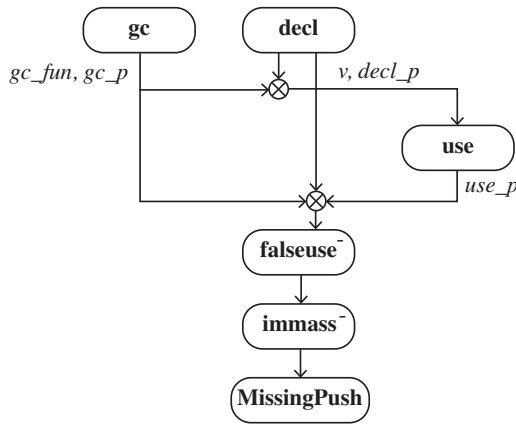 gc
decl
gc_fun, gc_p
v, decl_p
use
use_p
falseuse⁻
immass⁻
MissingPush